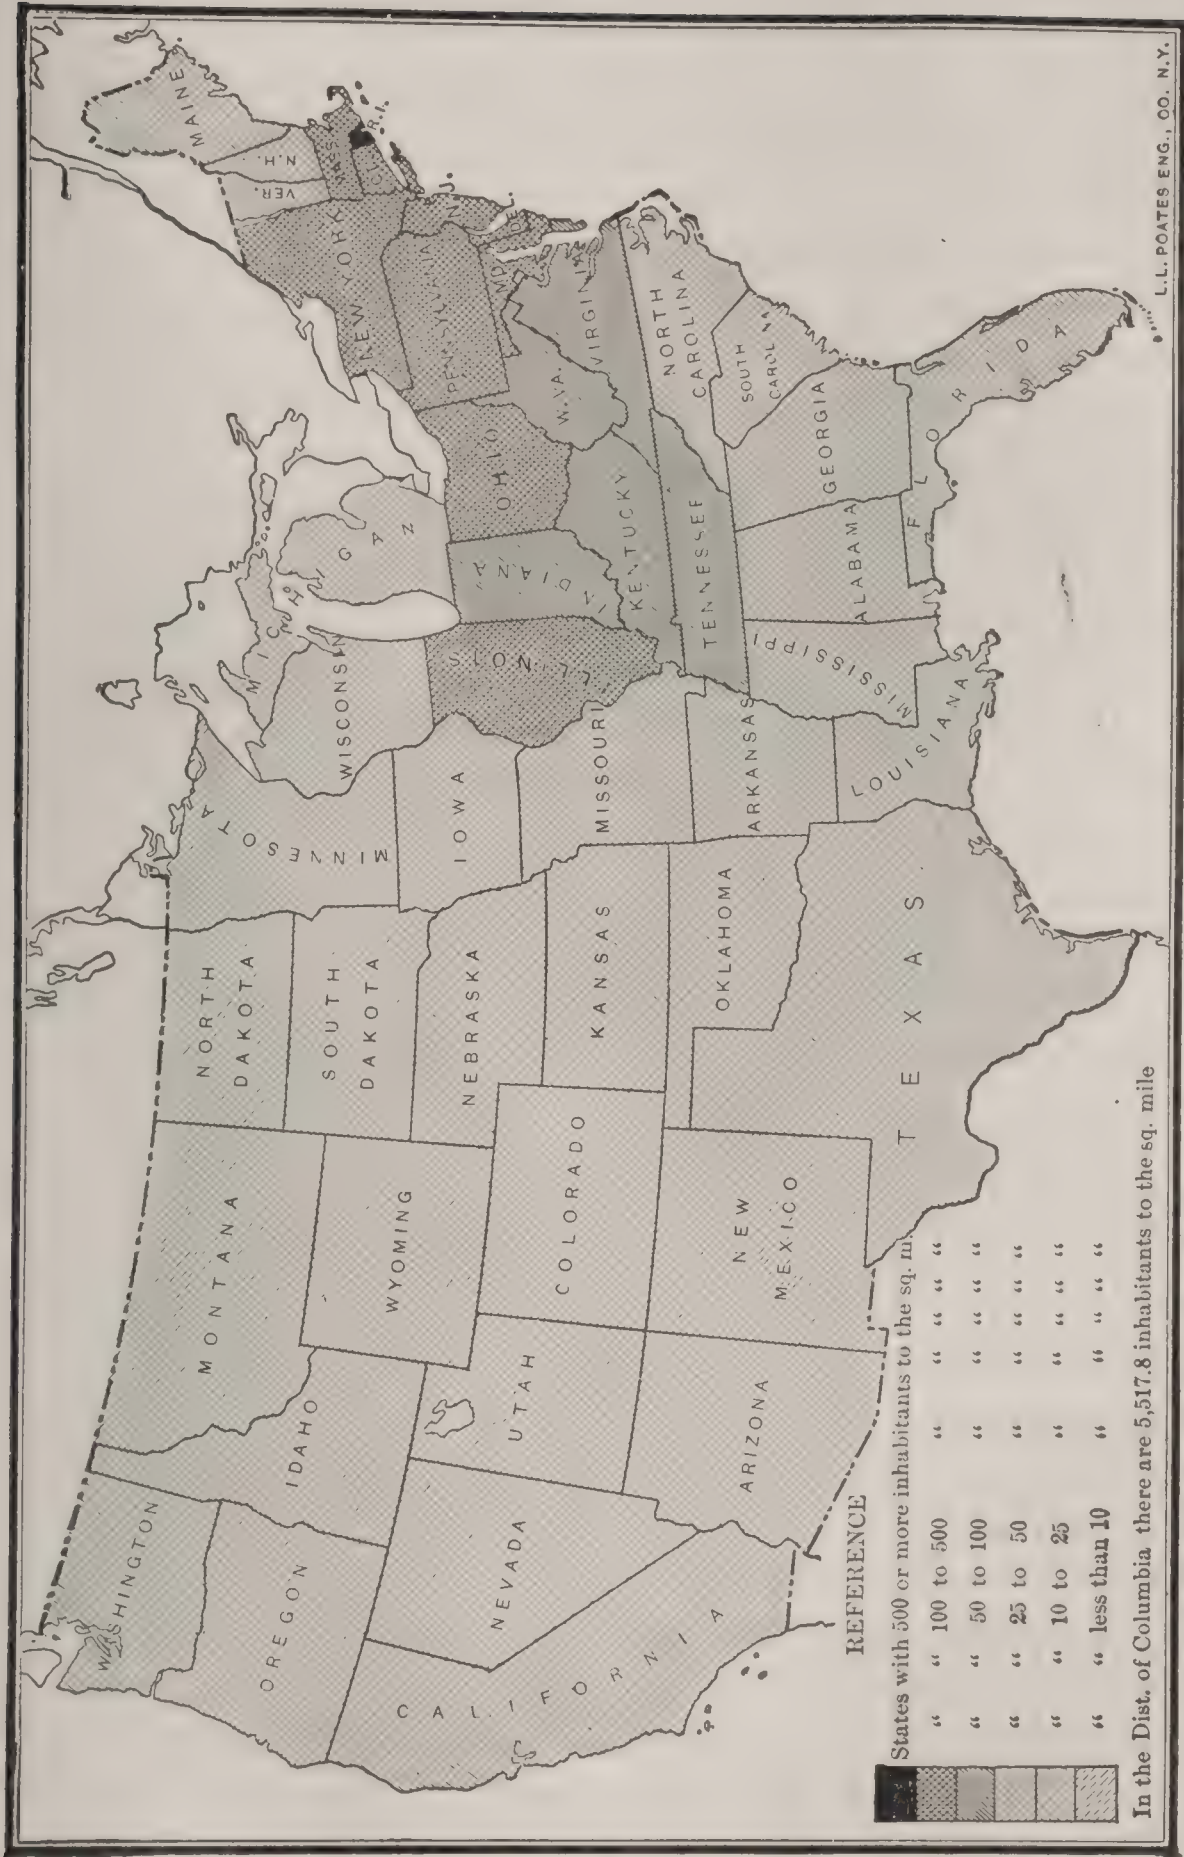 WASHINGTON
OREGON
CALIFORNIA
NEVADA
IDAHO
MONTANA
WYOMING
UTAH
COLORADO
ARIZONA
NEW
MEXICO
NORTH
DAKOTA
SOUTH
DAKOTA
NEBRASKA
KANSAS
OKLAHOMA
TEXAS
MINNESOTA
IOWA
MISSOURI
ARKANSAS
LOUISIANA
WISCONSIN
MICHIGAN
ILLINOIS
INDIANA
OHIO
KENTUCKY
TENNESSEE
MISSISSIPPI
ALABAMA
GEORGIA
FLORIDA
SOUTH
CAROLINA
NORTH
CAROLINA
VIRGINIA
W.VA.
MD.
DEL.
N.J.
PENNSYLVANIA
NEW YORK
CT.
R.I.
MASS.
VER.
N.H.
MAINE
REFERENCE
States with 500 or more inhabitants to the sq. m.
“ “ 100 to 500 “ “ “ “ “
“ “ 50 to 100 “ “ “ “ “
“ “ 25 to 50 “ “ “ “ “
“ “ 10 to 25 “ “ “ “ “
“ “ less than 10 “ “ “ “ “
In the Dist. of Columbia there are 5,517.8 inhabitants to the sq. mile
L.L. POATES ENG., CO. N.Y.